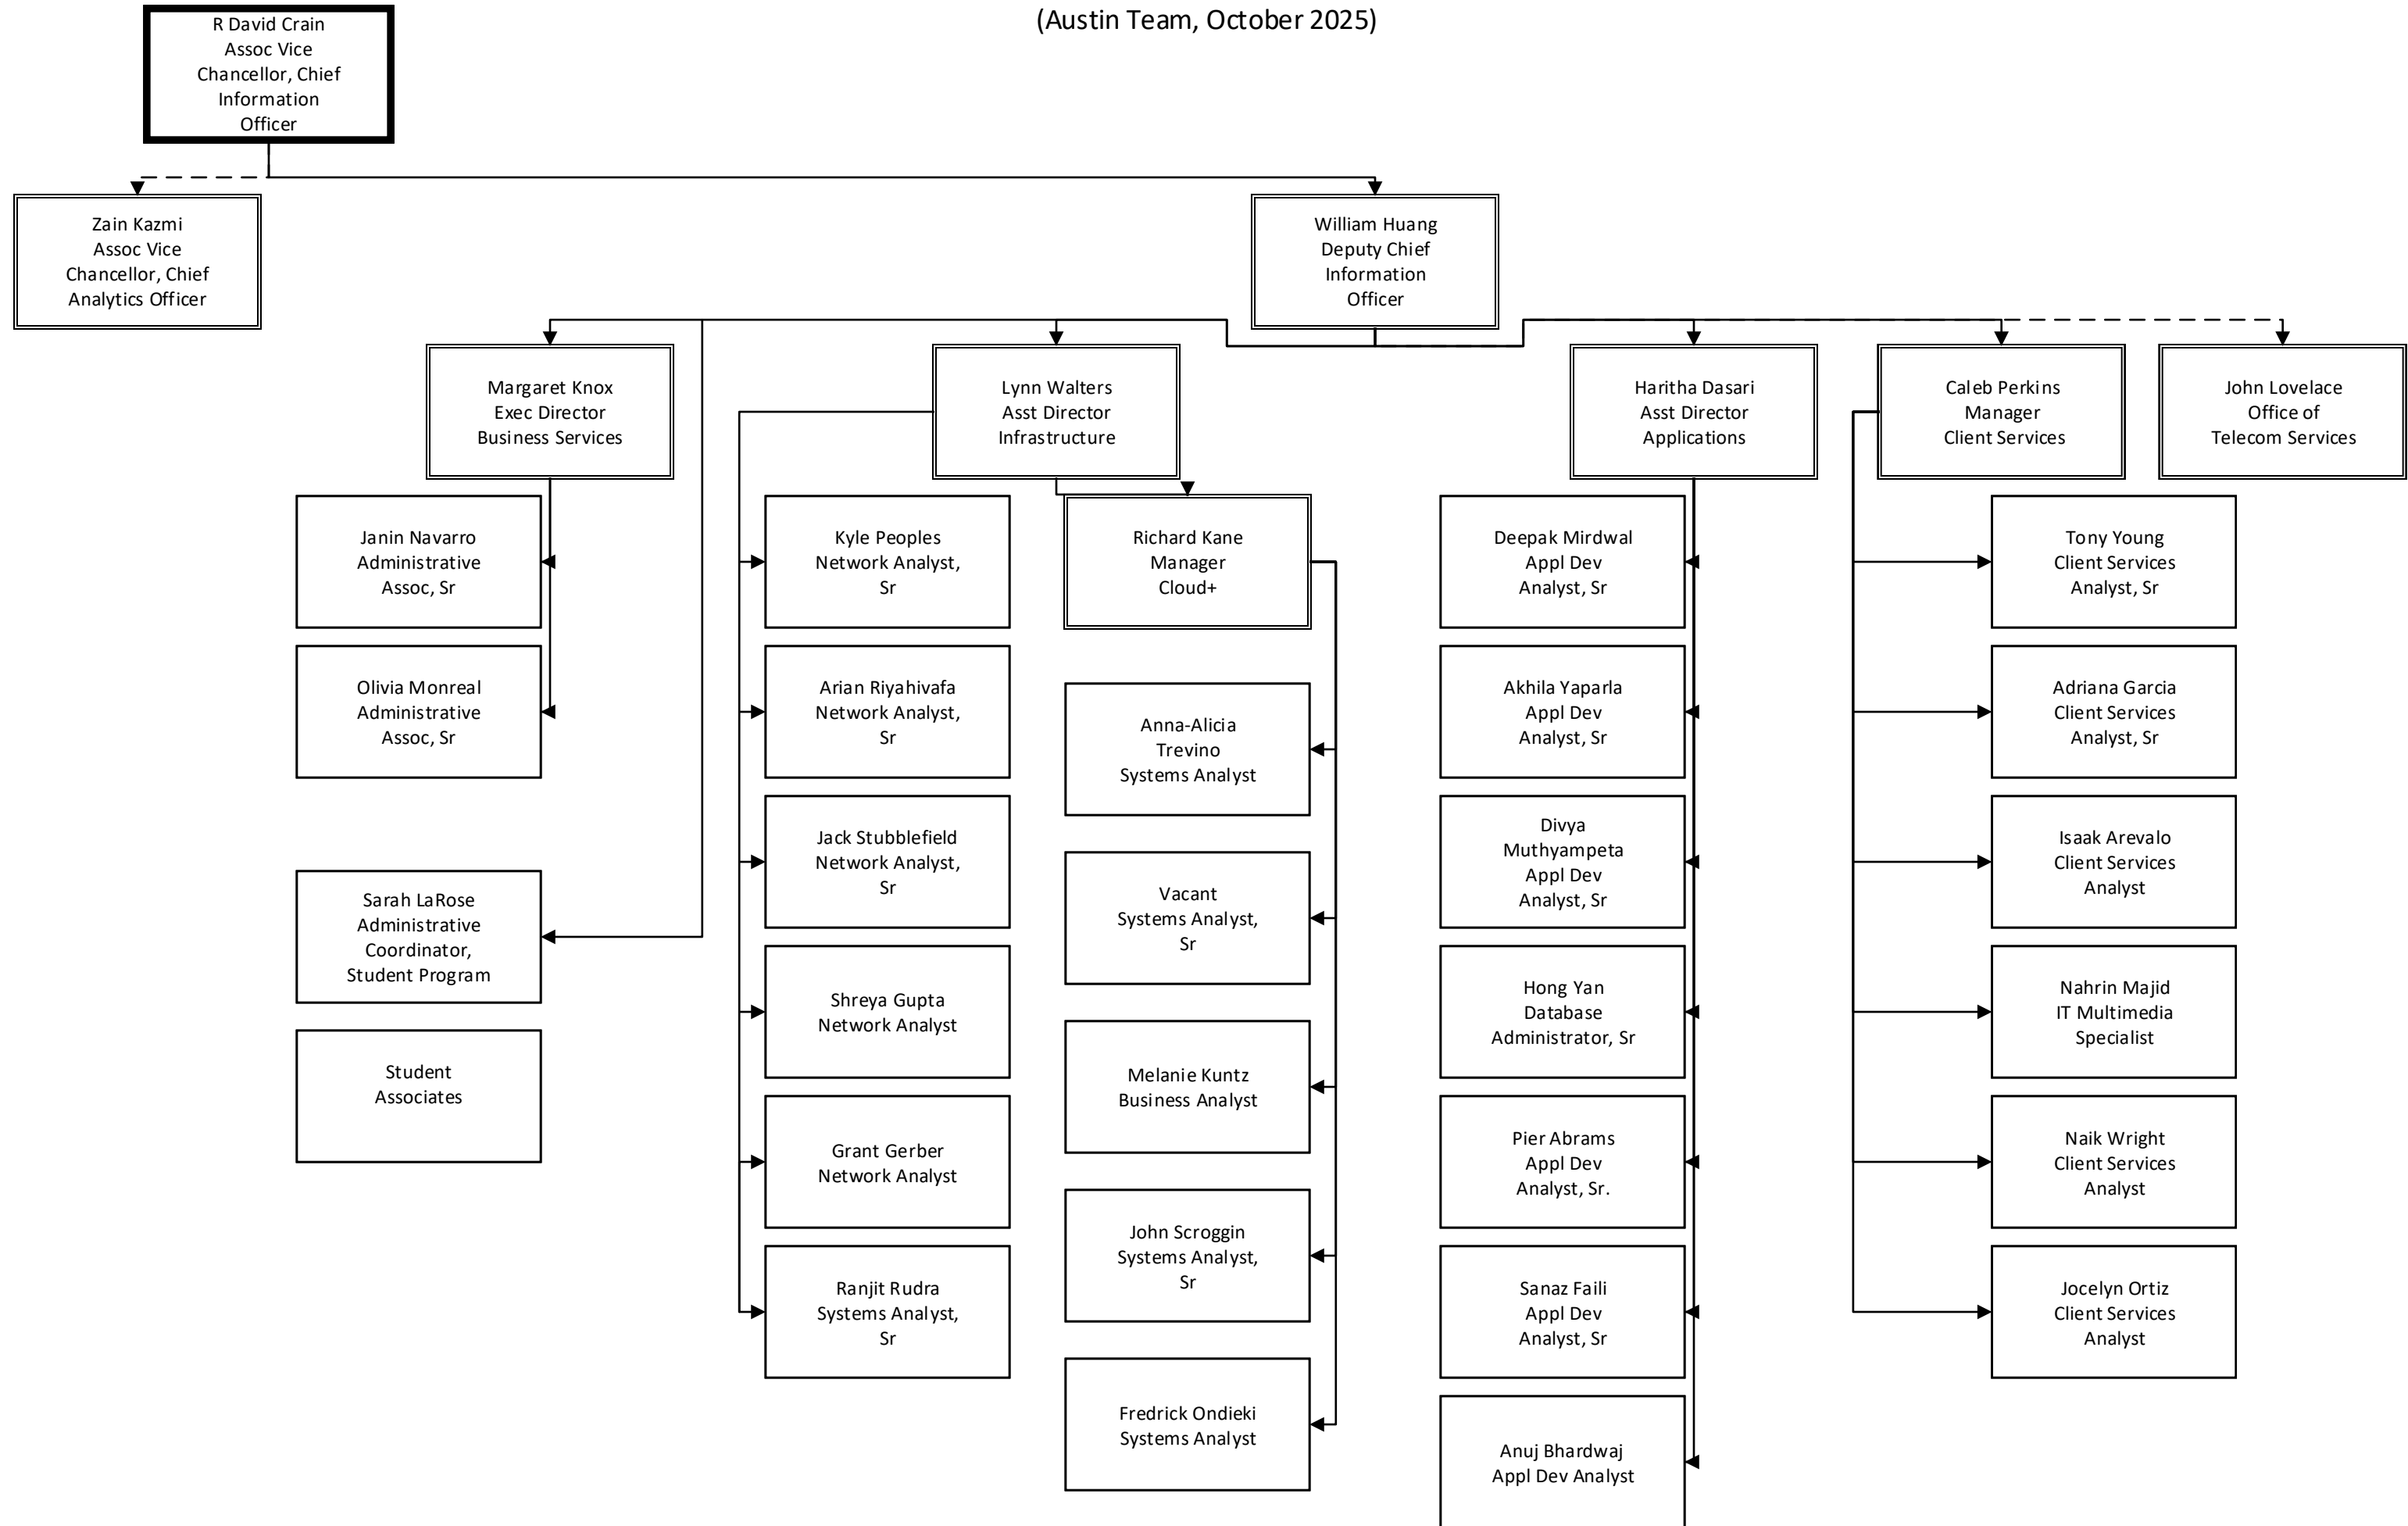 (Austin Team, October 2025)
R David Crain
Assoc Vice
Chancellor, Chief
Information
Officer
Zain Kazmi
Assoc Vice
Chancellor, Chief
Analytics Officer
William Huang
Deputy Chief
Information
Officer
Margaret Knox
Exec Director
Business Services
Lynn Walters
Asst Director
Infrastructure
Haritha Dasari
Asst Director
Applications
Caleb Perkins
Manager
Client Services
John Lovelace
Office of
Telecom Services
Janin Navarro
Administrative
Assoc, Sr
Olivia Monreal
Administrative
Assoc, Sr
Sarah LaRose
Administrative
Coordinator,
Student Program
Student
Associates
Kyle Peoples
Network Analyst,
Sr
Arian Riyahivafa
Network Analyst,
Sr
Jack Stubblefield
Network Analyst,
Sr
Shreya Gupta
Network Analyst
Grant Gerber
Network Analyst
Ranjit Rudra
Systems Analyst,
Sr
Richard Kane
Manager
Cloud+
Anna-Alicia
Trevino
Systems Analyst
Vacant
Systems Analyst,
Sr
Melanie Kuntz
Business Analyst
John Scroggin
Systems Analyst,
Sr
Fredrick Ondieki
Systems Analyst
Deepak Mirdwal
Appl Dev
Analyst, Sr
Akhila Yaparla
Appl Dev
Analyst, Sr
Divya
Muthyampeta
Appl Dev
Analyst, Sr
Hong Yan
Database
Administrator, Sr
Pier Abrams
Appl Dev
Analyst, Sr.
Sanaz Faili
Appl Dev
Analyst, Sr
Anuj Bhardwaj
Appl Dev Analyst
Tony Young
Client Services
Analyst, Sr
Adriana Garcia
Client Services
Analyst, Sr
Isaak Arevalo
Client Services
Analyst
Nahrin Majid
IT Multimedia
Specialist
Naik Wright
Client Services
Analyst
Jocelyn Ortiz
Client Services
Analyst